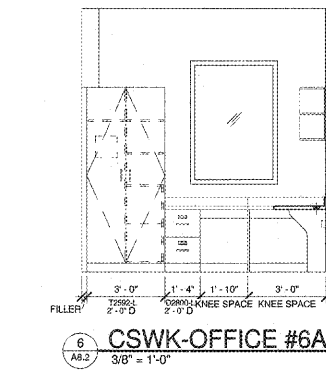 3' - 0" 1' - 4" 1' - 10" 3' - 0"
FILLER T2592-L D2800-L KNEE SPACE KNEE SPACE
2' - 0" D 2' - 0" D
6 CSWK-OFFICE #6A
A6.2 3/8" = 1'-0"